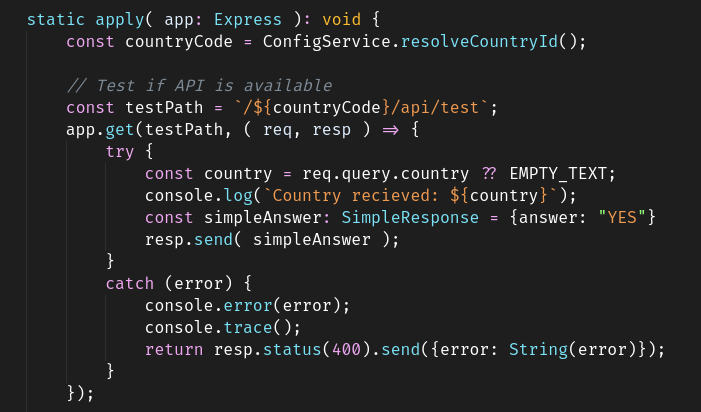 static apply( app: Express ): void {
const countryCode = ConfigService.resolveCountryId();
// Test if API is available
const testPath = `/${countryCode}/api/test`;
app.get(testPath, ( req, resp ) => {
try {
const country = req.query.country ?? EMPTY_TEXT;
console.log(`Country recieved: ${country}`);
const simpleAnswer: SimpleResponse = {answer: "YES"}
resp.send( simpleAnswer );
}
catch (error) {
console.error(error);
console.trace();
return resp.status(400).send({error: String(error)});
}
});